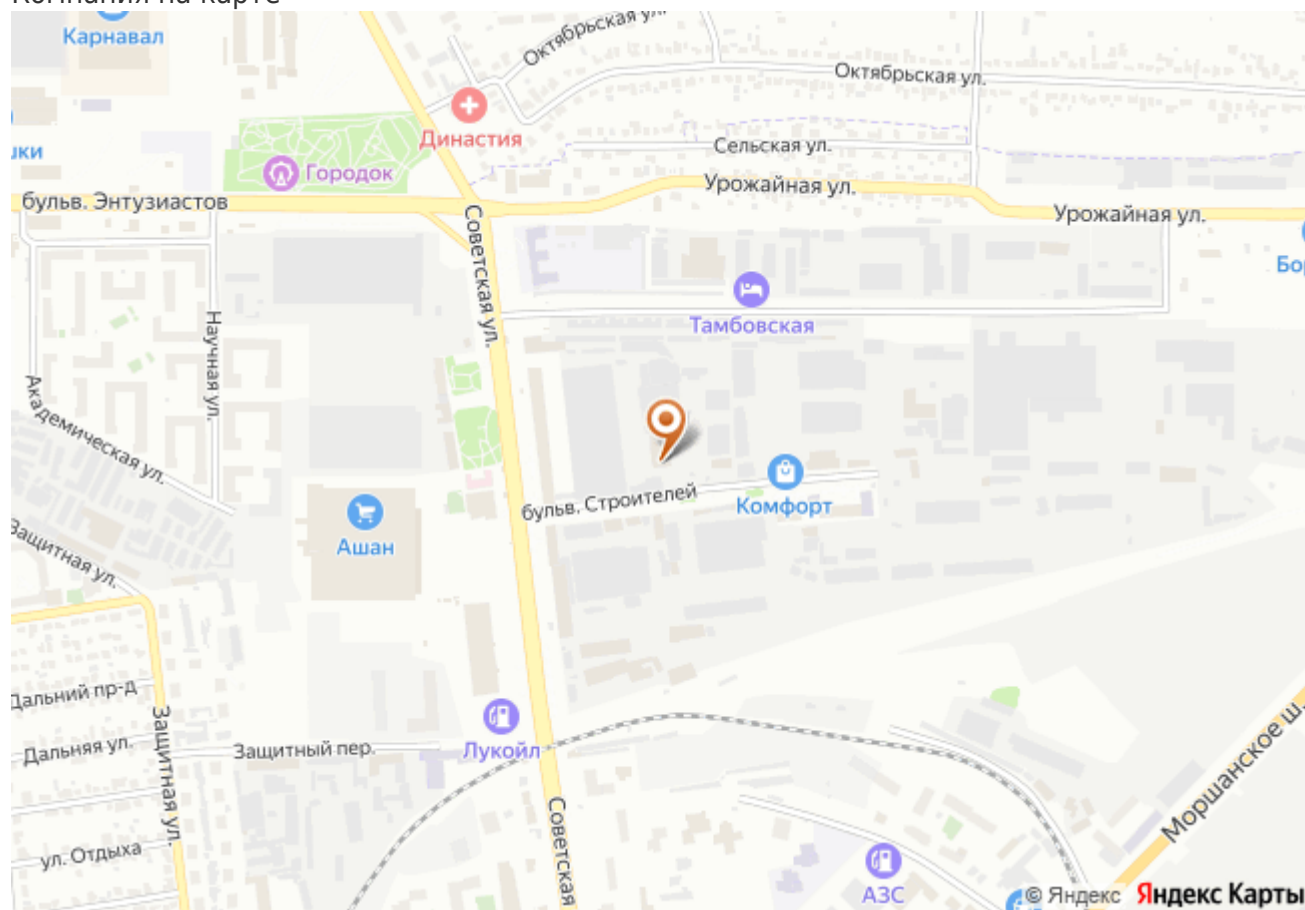 Карнавал
Октябрьская ул.
Октябрьская ул.
Династия
Сельская ул.
шки
Городок
Урожайная ул.
бульв. Энтузиастов
Урожайная ул.
Советская ул.
Бор
Тамбовская
Научная ул.
Академическая ул.
бульв. Строителей
Комфорт
Ашан
Защитная ул.
Дальний пр-д
Защитная ул.
Лукойл
Защитный пер.
Дальняя ул.
Моршанское ш.
Советская
ул. Отдыха
АЗС
© Яндекс Яндекс Карты